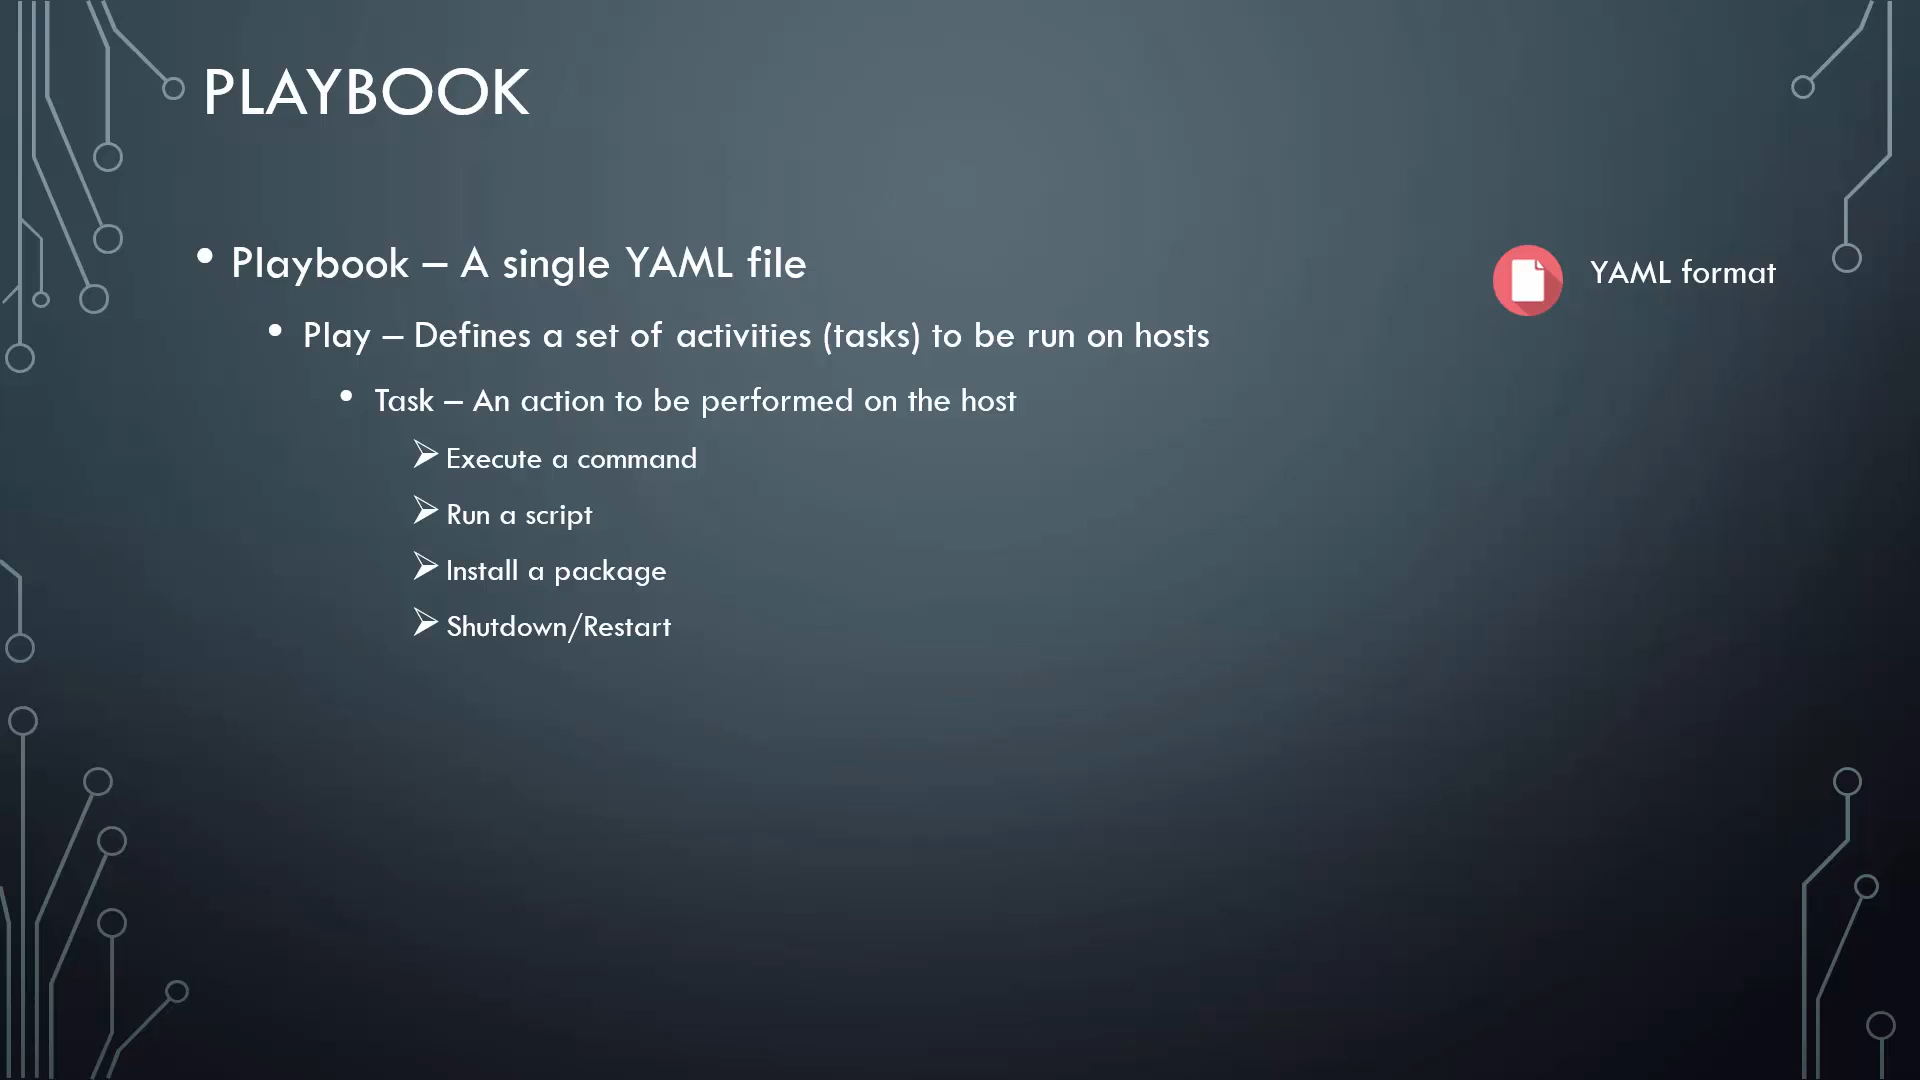 PLAYBOOK
• Playbook – A single YAML file
YAML format
• Play – Defines a set of activities (tasks) to be run on hosts
• Task – An action to be performed on the host
➢ Execute a command
➢ Run a script
➢ Install a package
➢ Shutdown/Restart